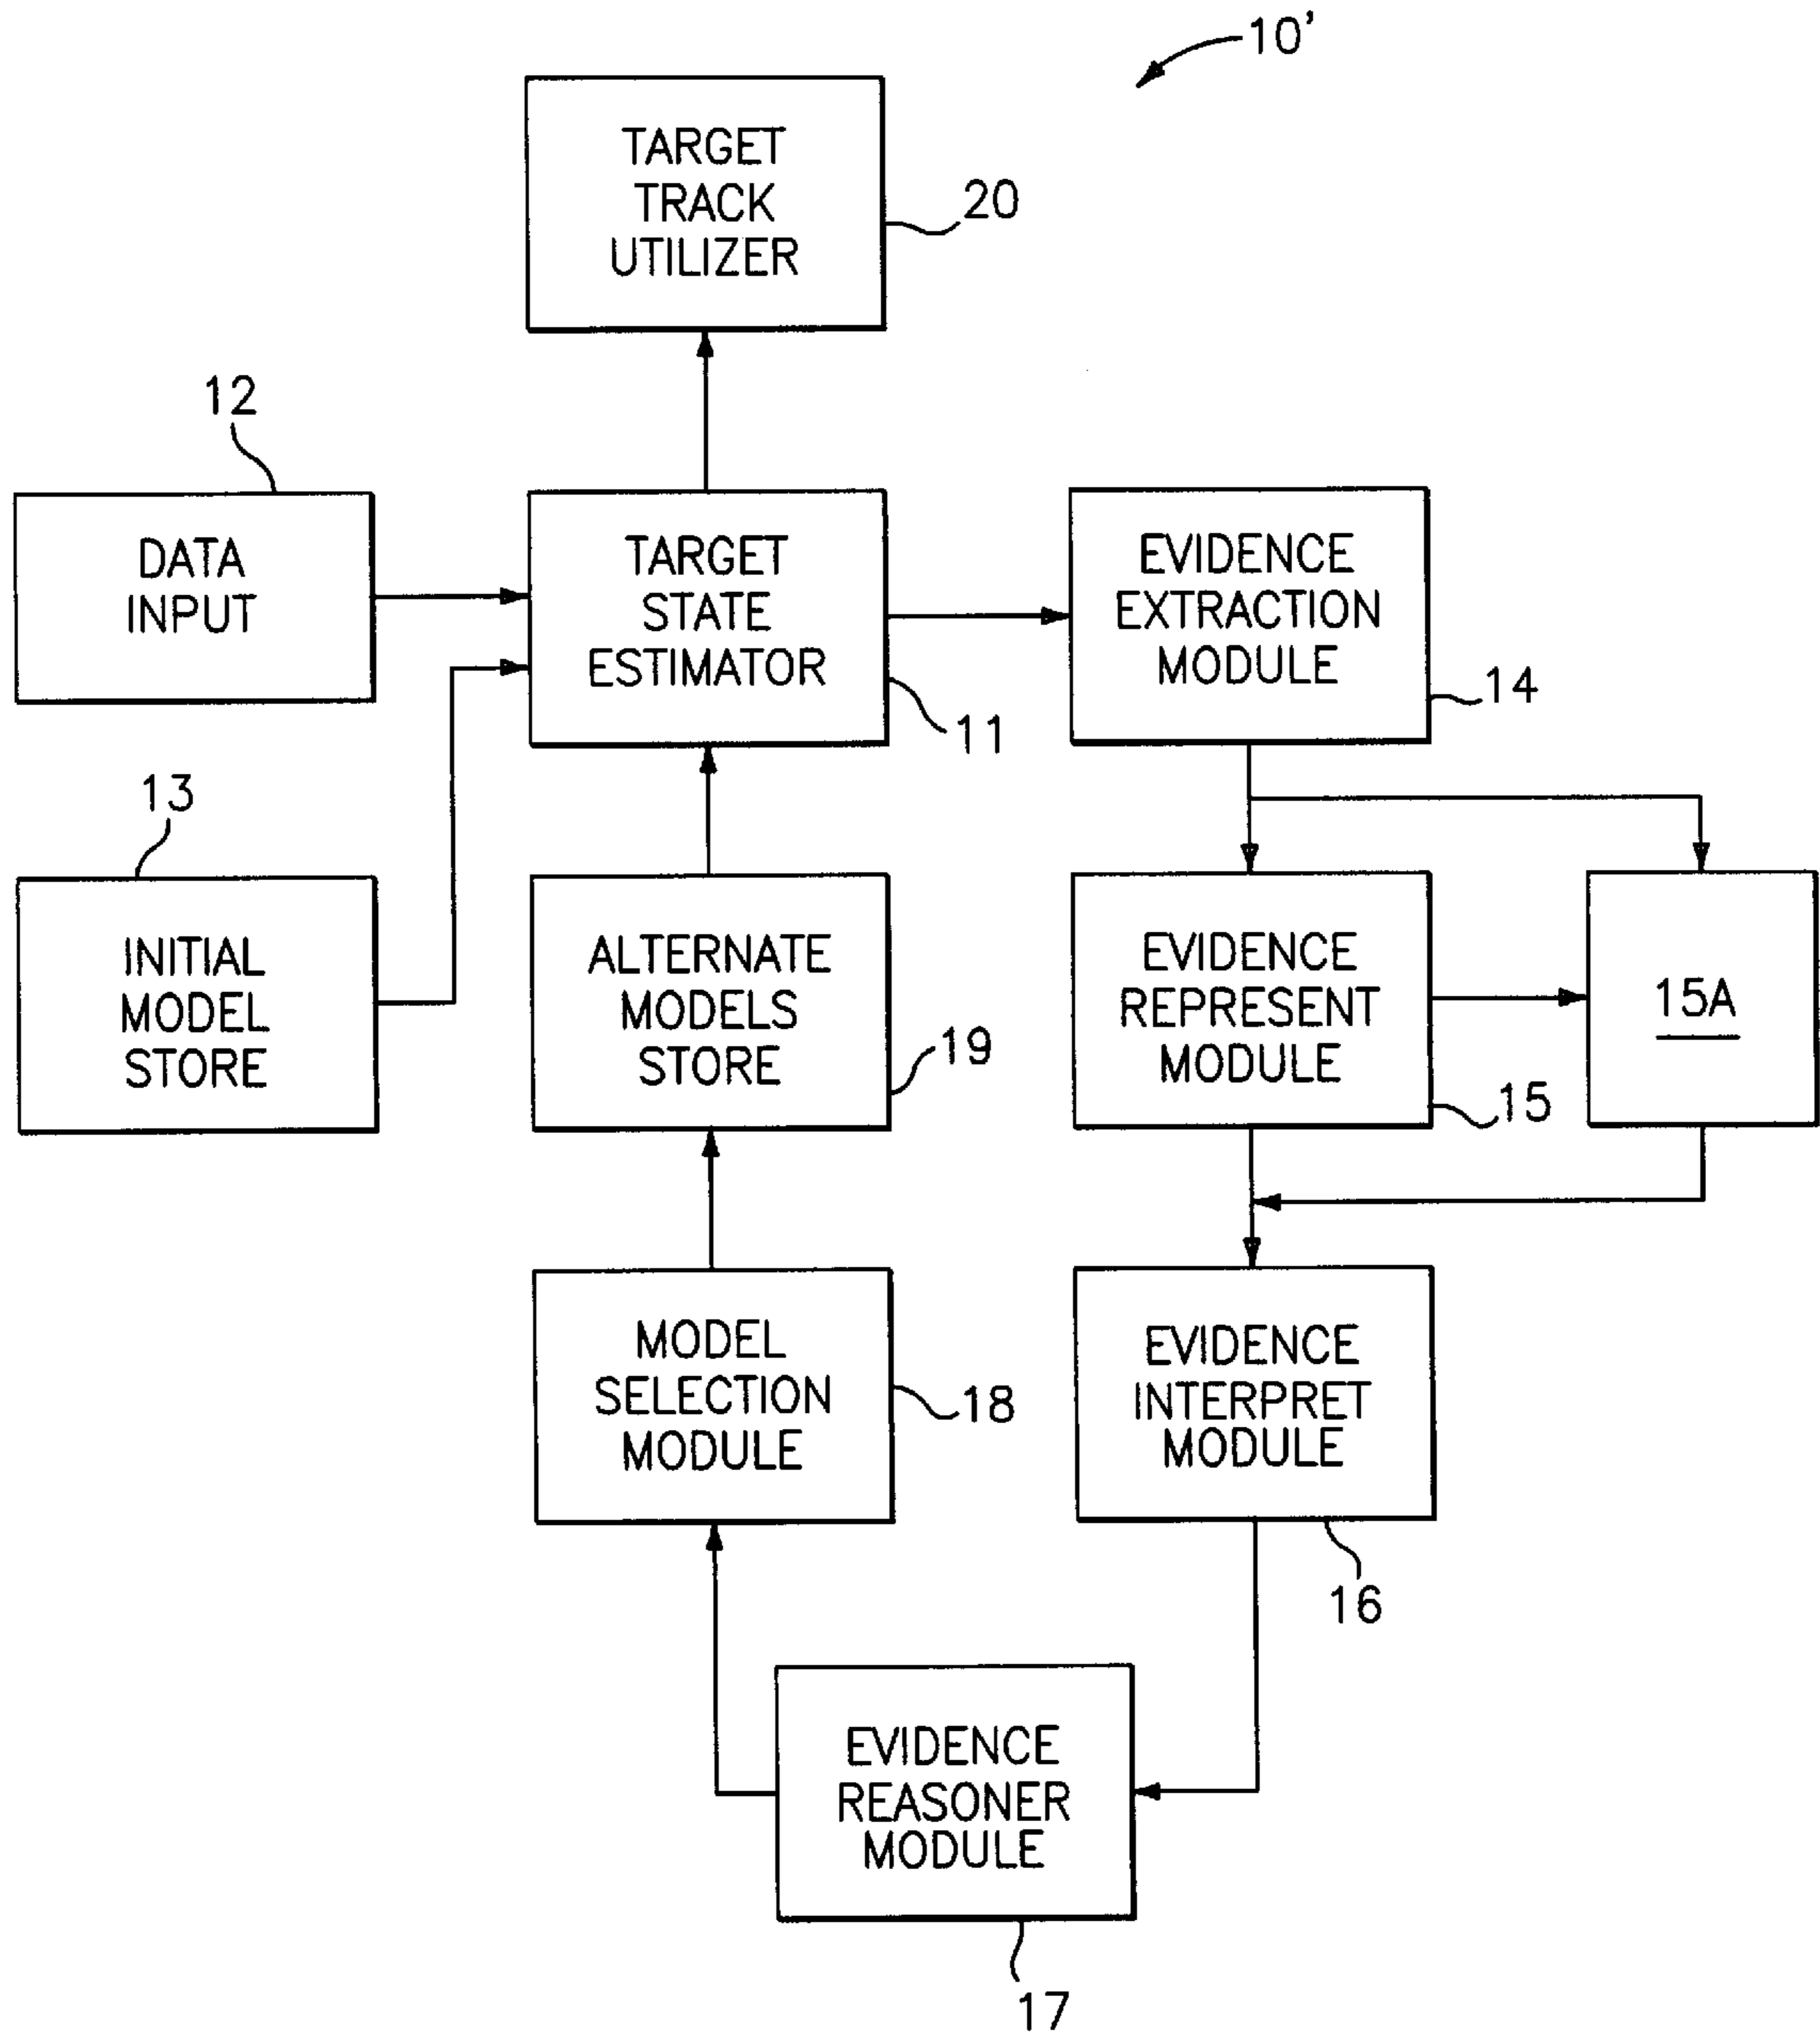 10'
TARGET
TRACK
UTILIZER
20
12
DATA
INPUT
TARGET
STATE
ESTIMATOR
11
EVIDENCE
EXTRACTION
MODULE
14
13
INITIAL
MODEL
STORE
ALTERNATE
MODELS
STORE
19
EVIDENCE
REPRESENT
MODULE
15
15A
MODEL
SELECTION
MODULE
18
EVIDENCE
INTERPRET
MODULE
16
EVIDENCE
REASONER
MODULE
17